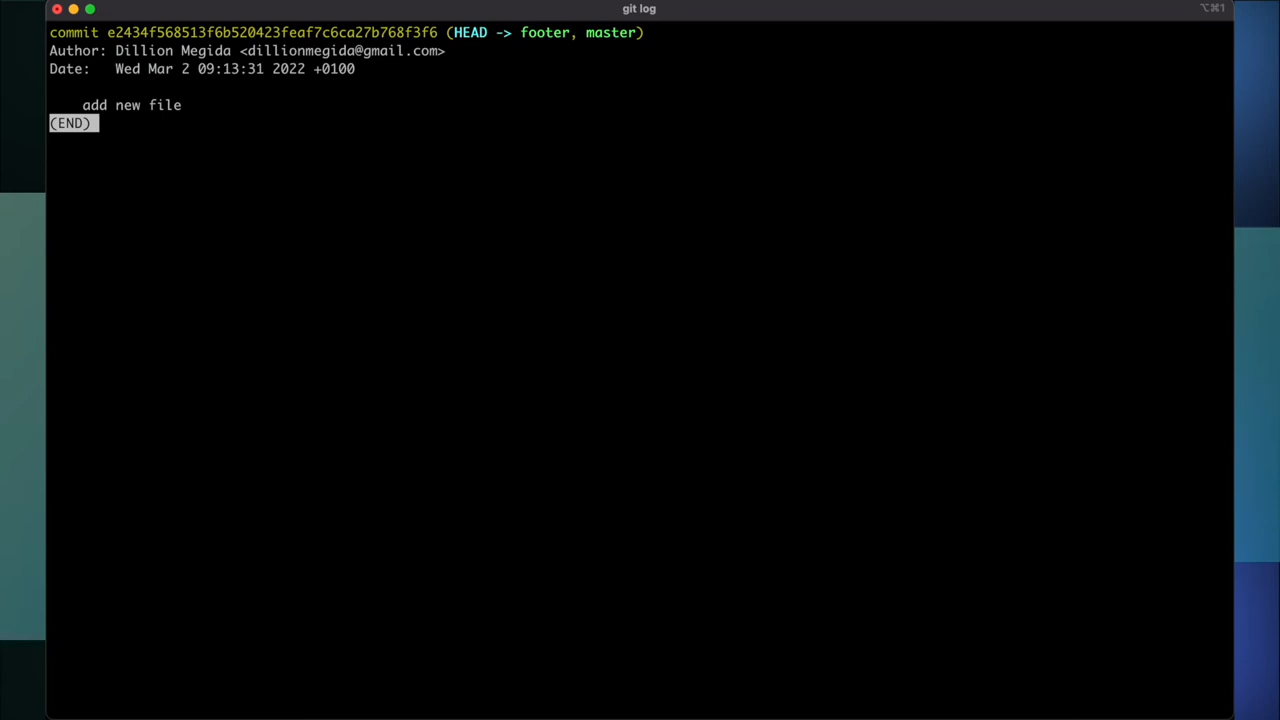 git log
⌥⌘1
commit e2434f568513f6b520423feaf7c6ca27b768f3f6 (HEAD -> footer, master)
Author: Dillion Megida <dillionmegida@gmail.com>
Date:   Wed Mar 2 09:13:31 2022 +0100
    add new file
(END)